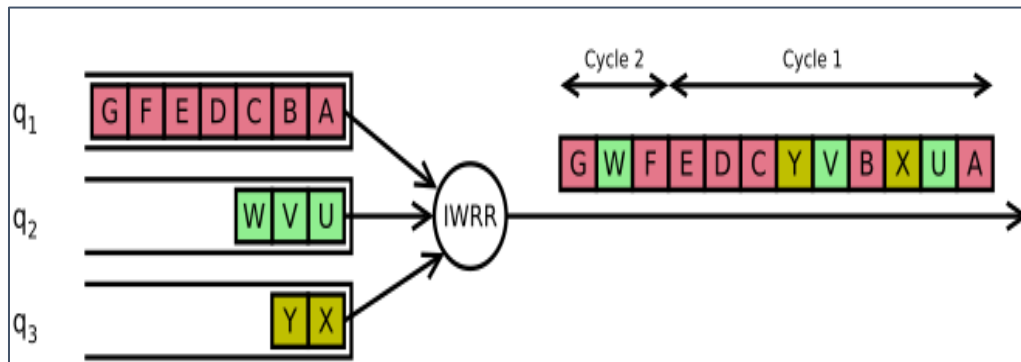 Cycle 2 Cycle 1
q1 G F E D C B A
G W F E D C Y V B X U A
q2 W V U IWRR
q3 Y X